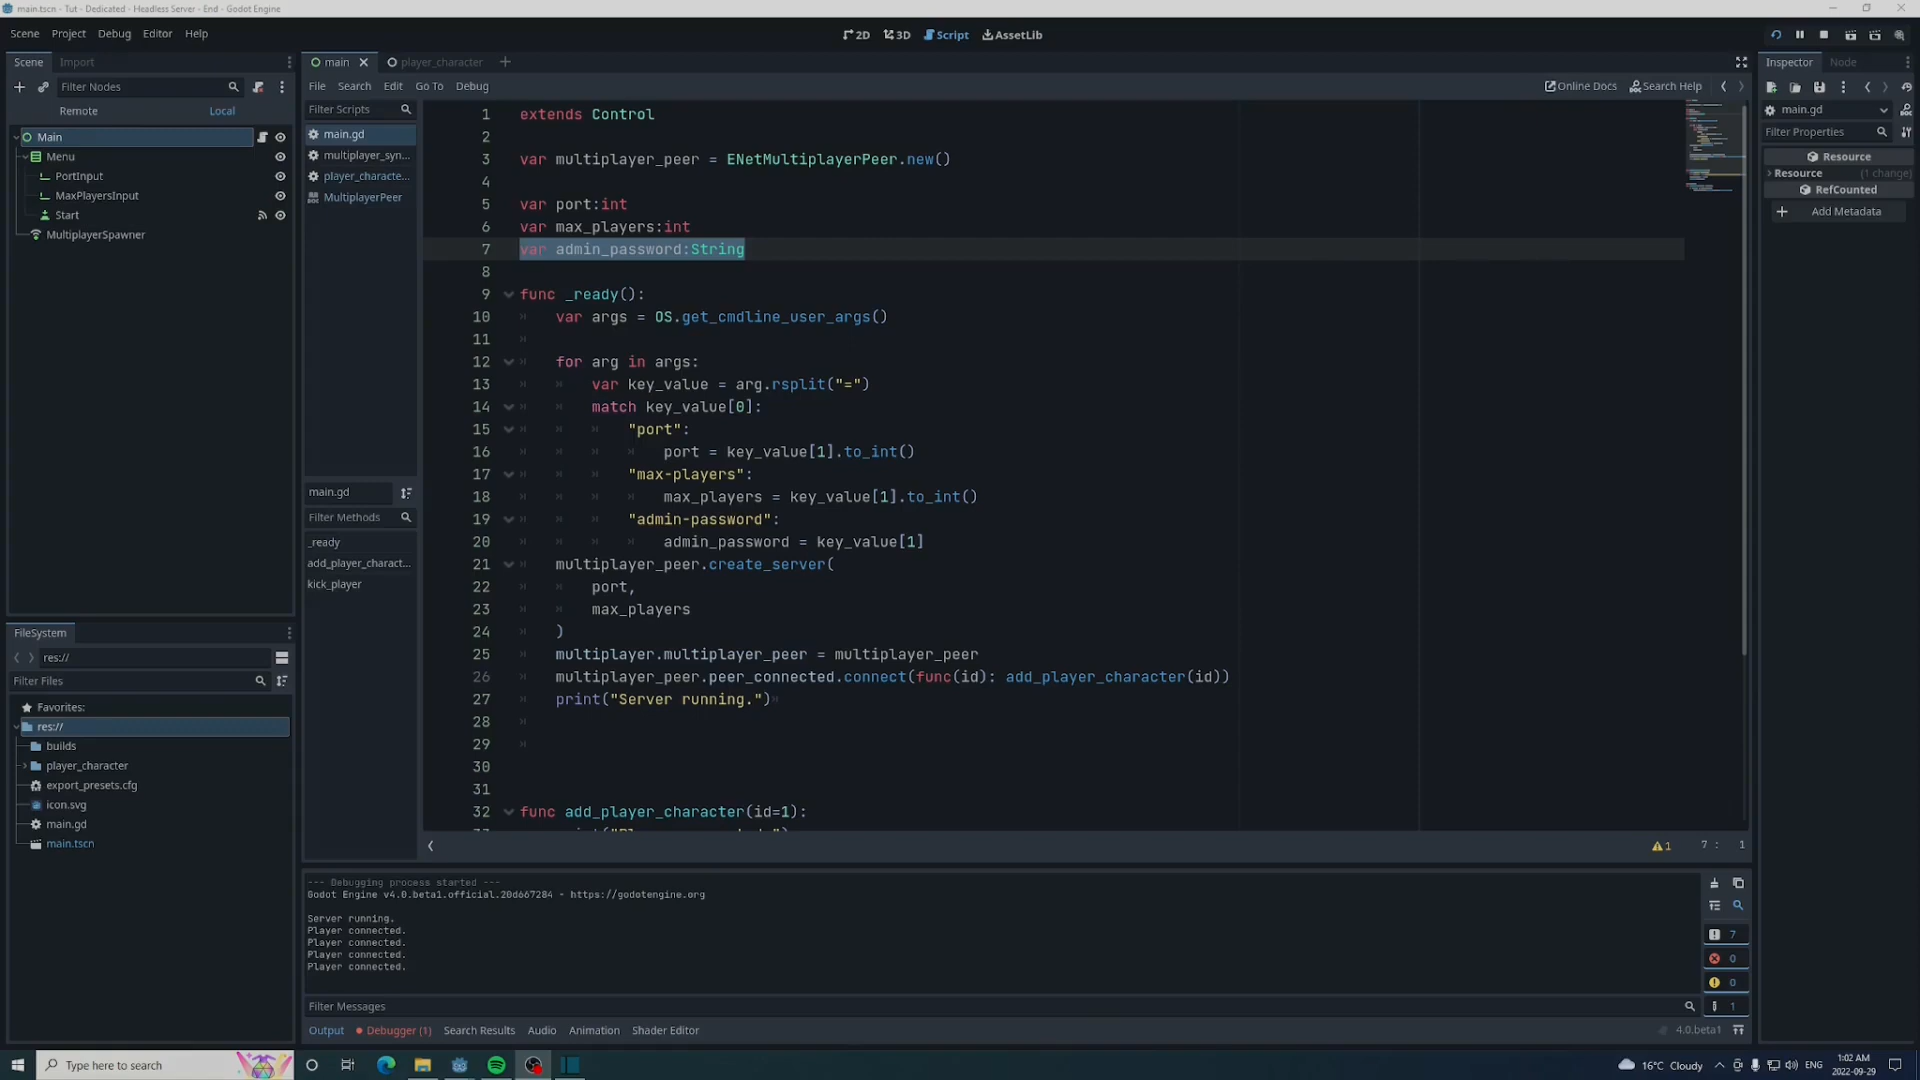 main.tscn - Tut - Dedicated - Headless Server - End - Godot Engine
Scene Project Debug Editor Help
2D 3D Script AssetLib
Scene Import
Filter Nodes
Remote Local
Main
Menu
PortInput
MaxPlayersInput
Start
MultiplayerSpawner
FileSystem
res://
Filter Files
Favorites:
res://
builds
player_character
export_presets.cfg
icon.svg
main.gd
main.tscn
main player_character
File Search Edit Go To Debug
Online Docs Search Help
Filter Scripts
main.gd
multiplayer_syn...
player_characte...
MultiplayerPeer
main.gd
Filter Methods
_ready
add_player_charact...
kick_player
1 extends Control
2
3 var multiplayer_peer = ENetMultiplayerPeer.new()
4
5 var port:int
6 var max_players:int
7 var admin_password:String
8
9 func _ready():
10 var args = OS.get_cmdline_user_args()
11
12 for arg in args:
13 var key_value = arg.rsplit("=")
14 match key_value[0]:
15 "port":
16 port = key_value[1].to_int()
17 "max-players":
18 max_players = key_value[1].to_int()
19 "admin-password":
20 admin_password = key_value[1]
21 multiplayer_peer.create_server(
22 port,
23 max_players
24 )
25 multiplayer.multiplayer_peer = multiplayer_peer
26 multiplayer_peer.peer_connected.connect(func(id): add_player_character(id))
27 print("Server running.")
28
29
30
31
32 func add_player_character(id=1):
1 7 : 1
--- Debugging process started ---
Godot Engine v4.0.beta1.official.20d667284 - https://godotengine.org
Server running.
Player connected.
Player connected.
Player connected.
Player connected.
7
0
0
1
Filter Messages
Output Debugger (1) Search Results Audio Animation Shader Editor
4.0.beta1
Inspector Node
main.gd
Filter Properties
Resource
Resource (1 change)
RefCounted
Add Metadata
Type here to search
16°C Cloudy ENG 1:02 AM
2022-09-29